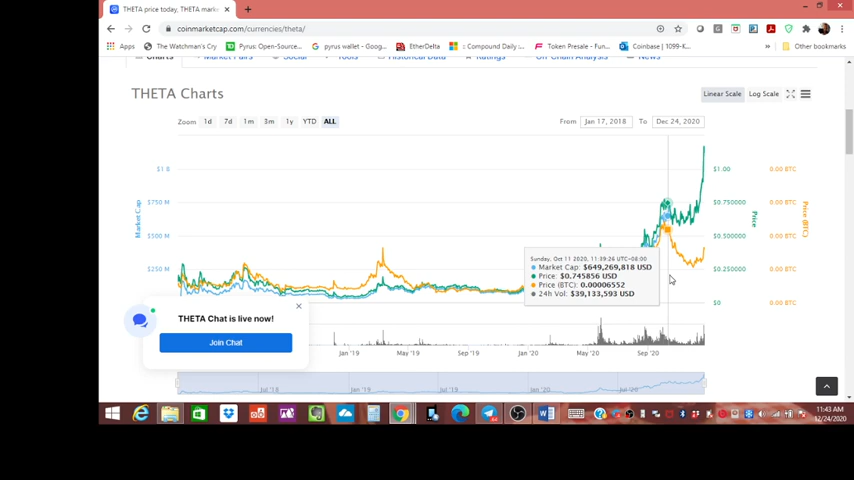 THETA price today, THETA marke
coinmarketcap.com/currencies/theta/
Apps The Watchman's Cry Pyrus: Open-Source... pyrus wallet - Goog... EtherDelta :: Compound Daily :... Token Presale - Fun... Coinbase | 1099-K... » Other bookmarks
Charts Market Pairs Social Tools Historical Data Ratings On Chain Analysis News
THETA Charts
Linear Scale Log Scale
Zoom 1d 7d 1m 3m 1y YTD ALL
From Jan 17, 2018 To Dec 24, 2020
$1 B $1.00 0.00 BTC
$750 M $0.750000 0.00 BTC
Market Cap Price Price (BTC)
$500 M $0.500000 0.00 BTC
$250 M $0.250000 0.00 BTC
$0 0.00 BTC
Sunday, Oct 11 2020, 11:39:26 UTC-04:00
Market Cap: $649,269,818 USD
Price: $0.745856 USD
Price (BTC): 0.00006552
24h Vol: $39,133,593 USD
THETA Chat is live now!
Join Chat
Jan '19 May '19 Sep '19 Jan '20 May '20 Sep '20
Jul '18 Jan '19 Jul '19 Jan '20 Jul '20
11:43 AM
12/24/2020